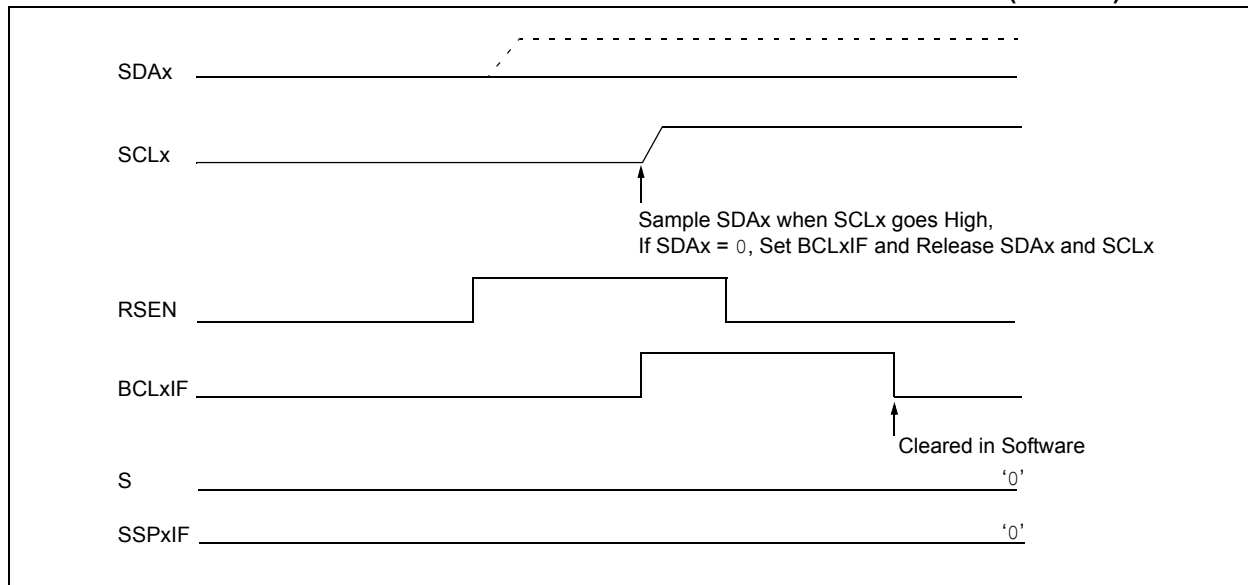 SDAx
SCLx
Sample SDAx when SCLx goes High,
If SDAx = 0, Set BCLxIF and Release SDAx and SCLx
RSEN
BCLxIF
Cleared in Software
S
‘0’
SSPxIF
‘0’